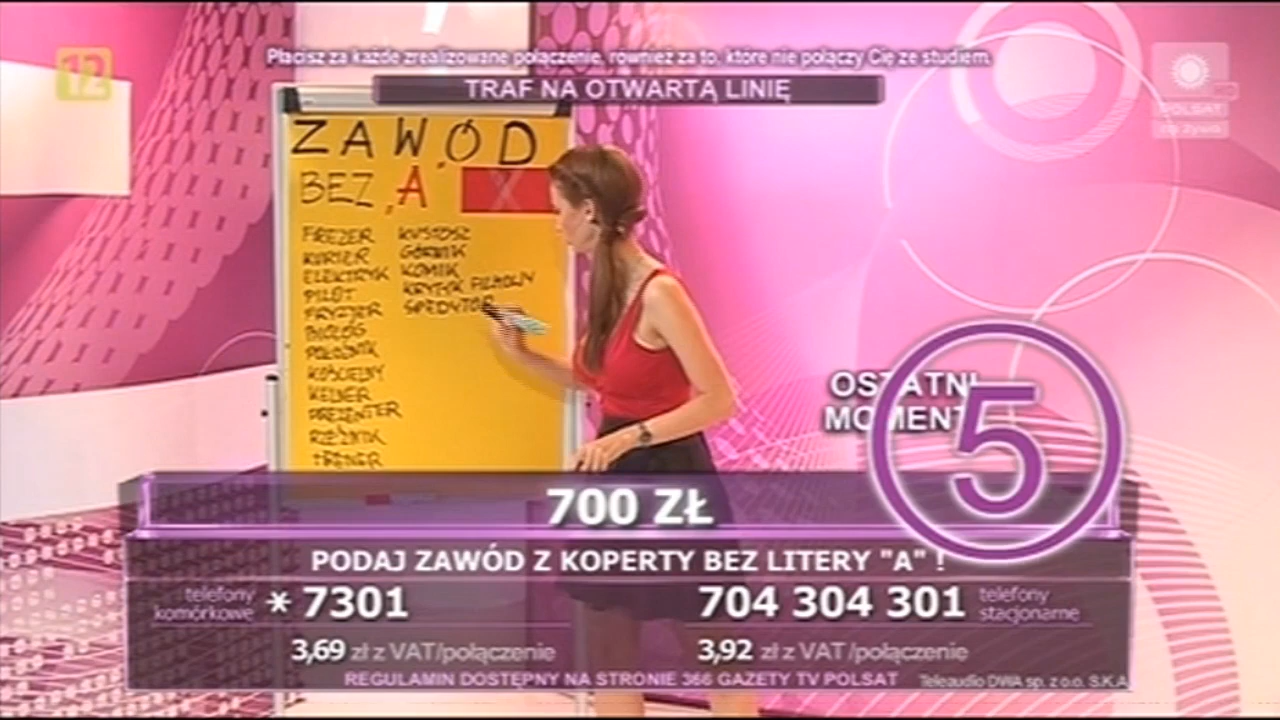 Płacisz za każde zrealizowane połączenie, również za to, które nie połączy Cię ze studiem.
12
TRAF NA OTWARTĄ LINIĘ
POLSAT
na żywo
ZAWÓD
BEZ "A" X
FREZER KUSTOSZ
KURIER GÓRNIK
ELEKTRYK KOMIK
PILOT KRYTYK FILMOWY
FRYZJER SPEDYTOR
BIOLOG
POŁOŻNIK
KOŚCIELNY
KELNER
PREZENTER
RZEŹNIK
TRENER
OSTATNI
MOMENT
5
700 ZŁ
PODAJ ZAWÓD Z KOPERTY BEZ LITERY "A" !
telefony komórkowe * 7301 704 304 301 telefony stacjonarne
3,69 zł z VAT/połączenie 3,92 zł z VAT/połączenie
REGULAMIN DOSTĘPNY NA STRONIE 366 GAZETY TV POLSAT Teleaudio DWA sp. z o.o. S.K.A